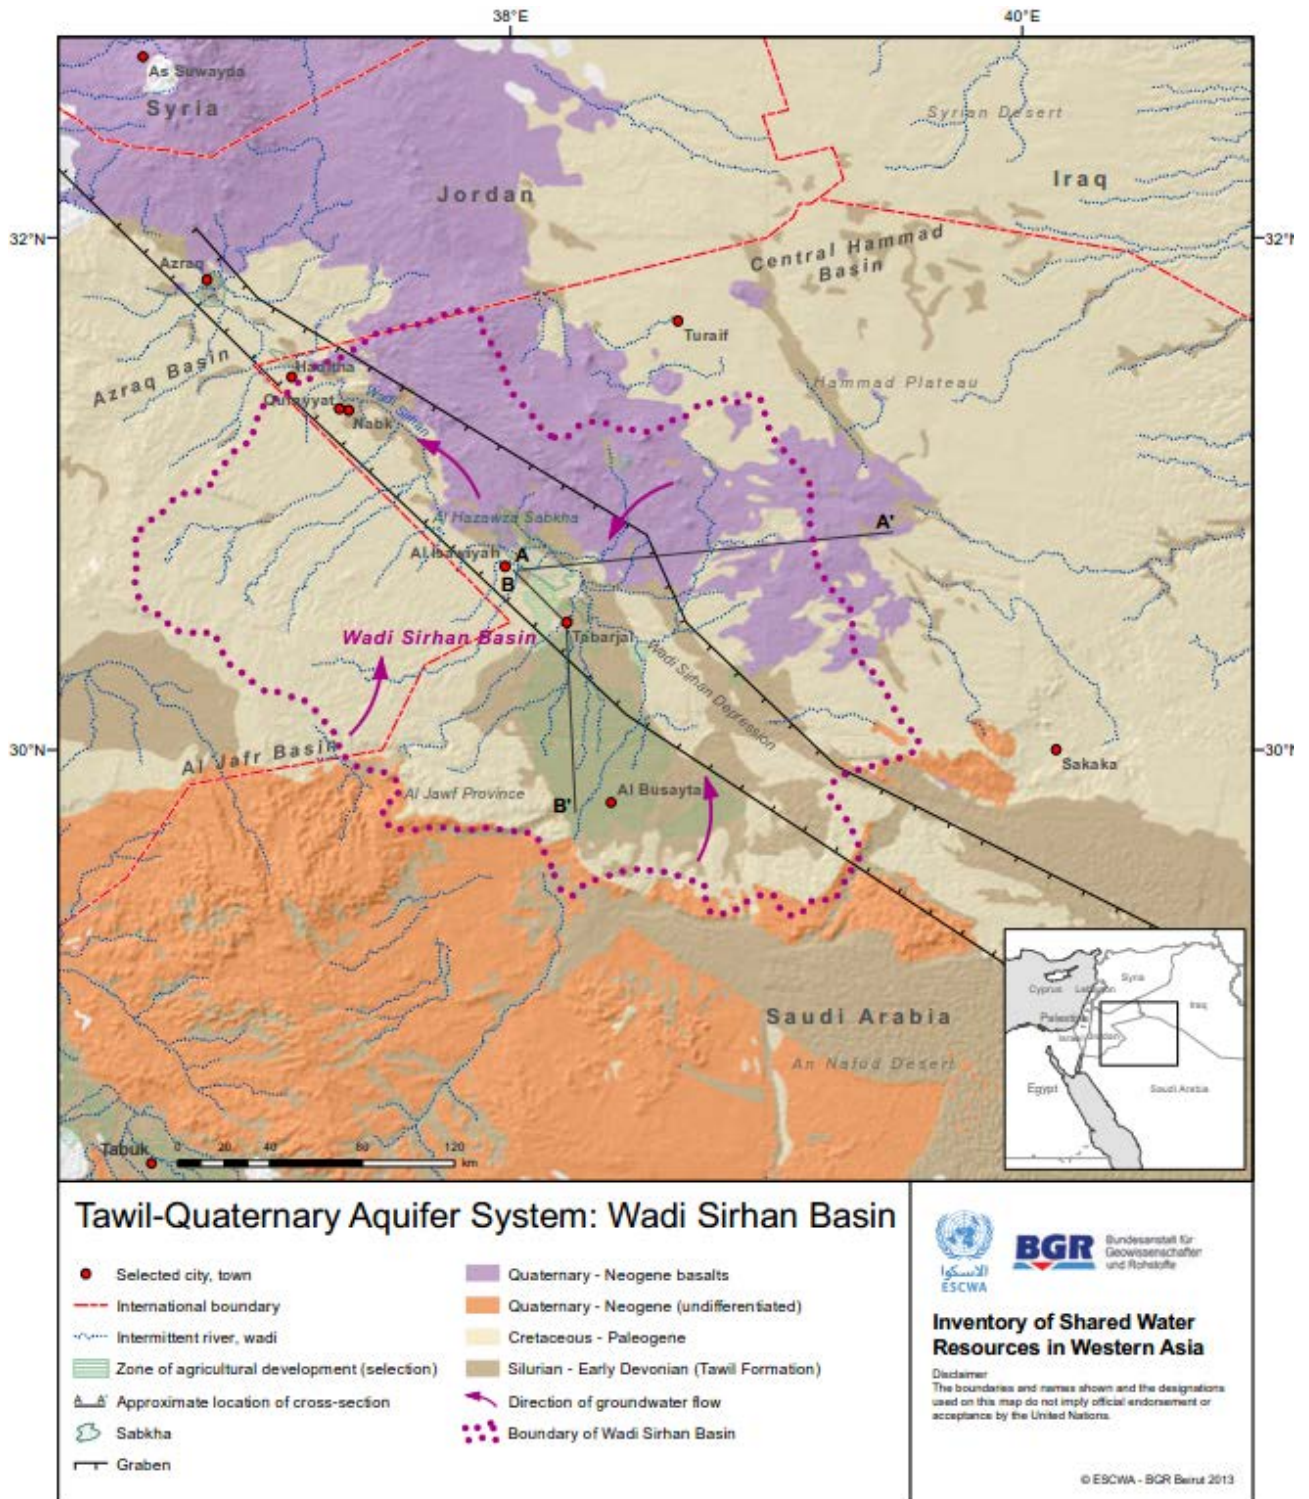 38°E
40°E
As Suwayda
Syria
Syrian Desert
Jordan
Iraq
32°N
32°N
Central Hammad
Basin
Azraq
Turaif
Azraq Basin
Haditha
Hammad Plateau
Qurayyat
Wadi Sirhan
Nabk
Al Hazawza Sabkha
A'
Al Isawiyah
A
B
Wadi Sirhan Basin
Tabarjal
Wadi Sirhan Depression
30°N
30°N
Al Jafr Basin
Sakaka
Al Jawf Province
Al Busayta
B'
Saudi Arabia
An Nafud Desert
Cyprus
Lebanon
Syria
Palestine
Iraq
Israel
Jordan
Egypt
Saudi Arabia
Tabuk
0 20 40 80 120
km
Tawil-Quaternary Aquifer System: Wadi Sirhan Basin
Selected city, town
International boundary
Intermittent river, wadi
Zone of agricultural development (selection)
A A' Approximate location of cross-section
Sabkha
Graben
Quaternary - Neogene basalts
Quaternary - Neogene (undifferentiated)
Cretaceous - Paleogene
Silurian - Early Devonian (Tawil Formation)
Direction of groundwater flow
Boundary of Wadi Sirhan Basin
الاسكوا
ESCWA
BGR
Bundesanstalt für
Geowissenschaften
und Rohstoffe
Inventory of Shared Water
Resources in Western Asia
Disclaimer
The boundaries and names shown and the designations
used on this map do not imply official endorsement or
acceptance by the United Nations.
© ESCWA - BGR Beirut 2013